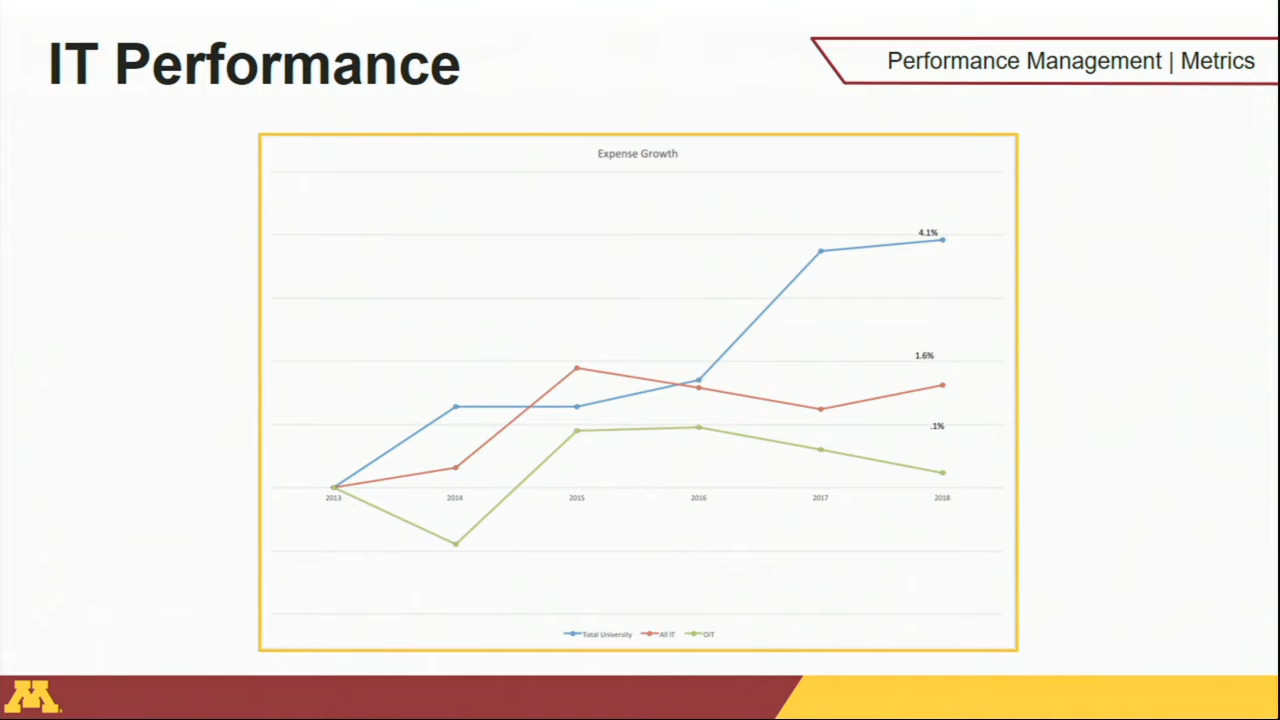 IT Performance
Performance Management | Metrics
Expense Growth
4.1%
1.6%
.1%
2013 2014 2015 2016 2017 2018
Total University All IT OIT
M